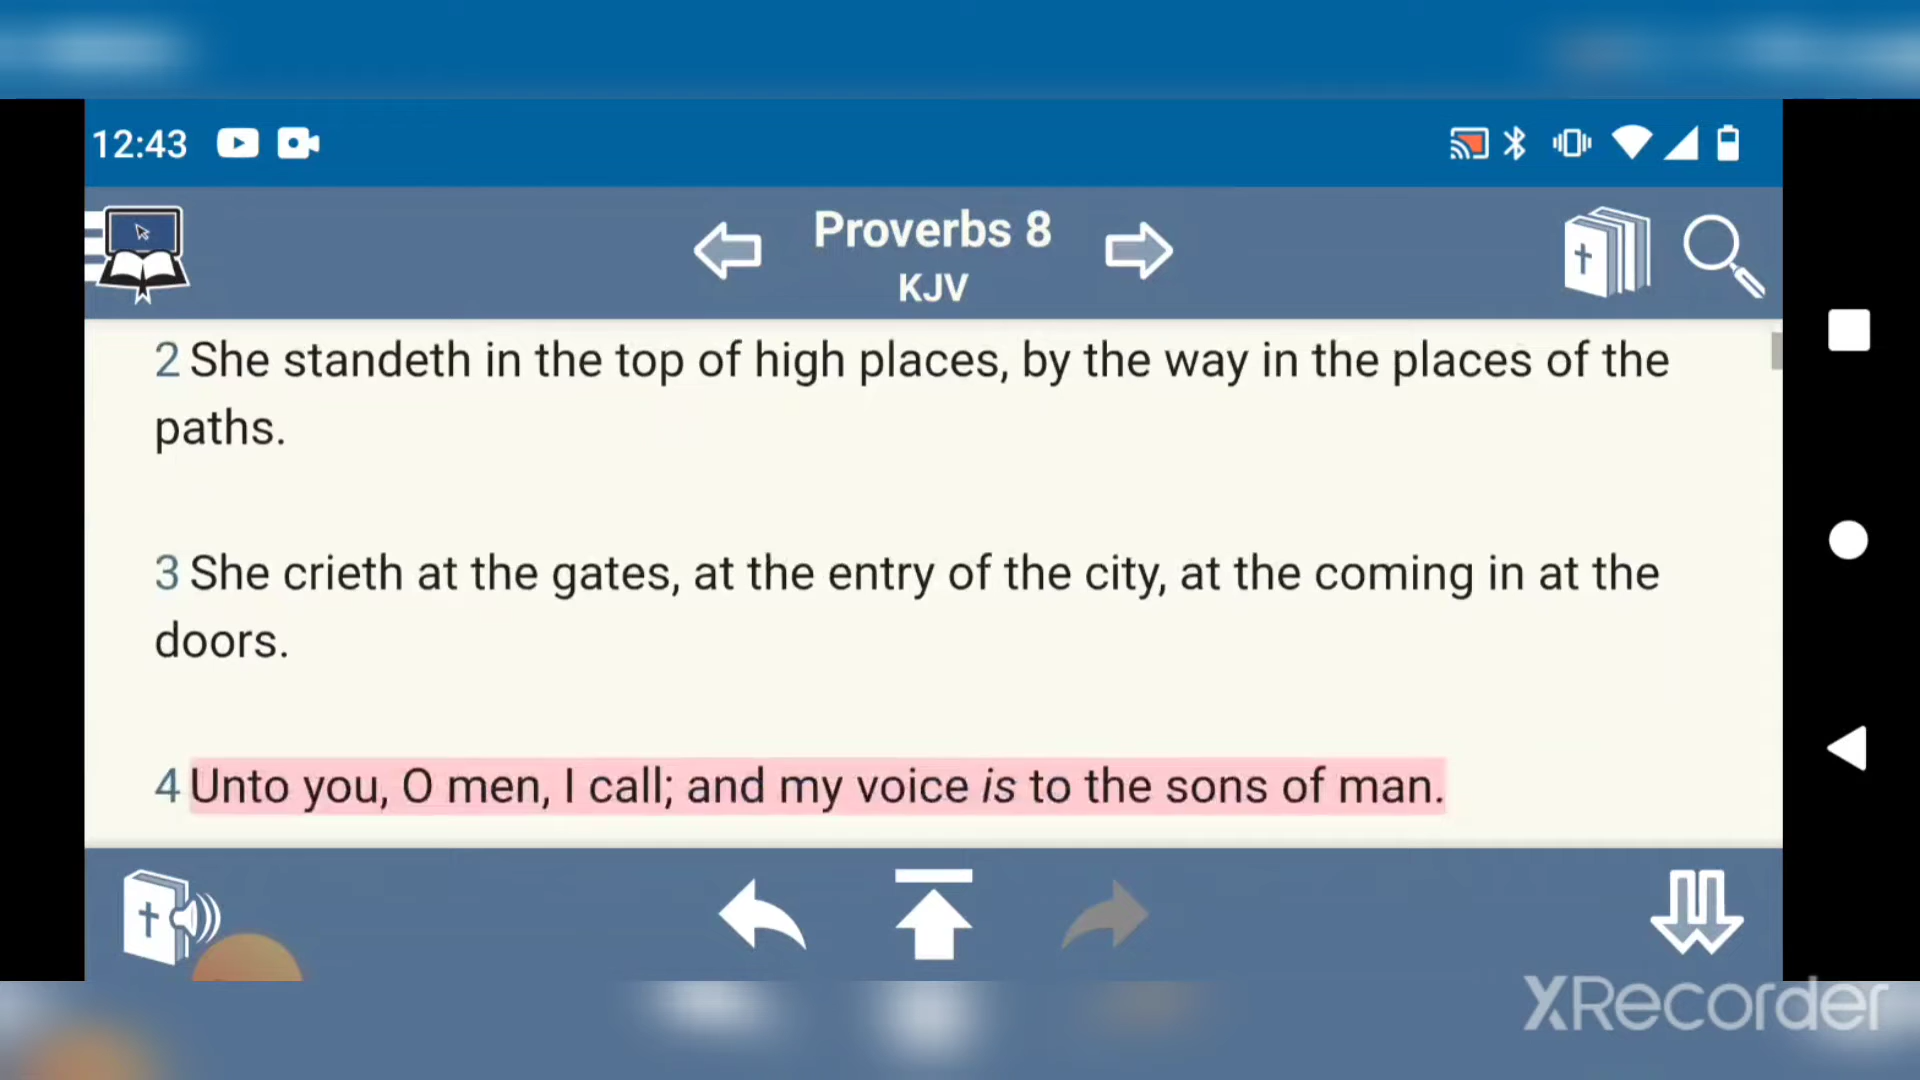 12:43
Proverbs 8
KJV
2 She standeth in the top of high places, by the way in the places of the
paths.
3 She crieth at the gates, at the entry of the city, at the coming in at the
doors.
4 Unto you, O men, I call; and my voice is to the sons of man.
XRecorder